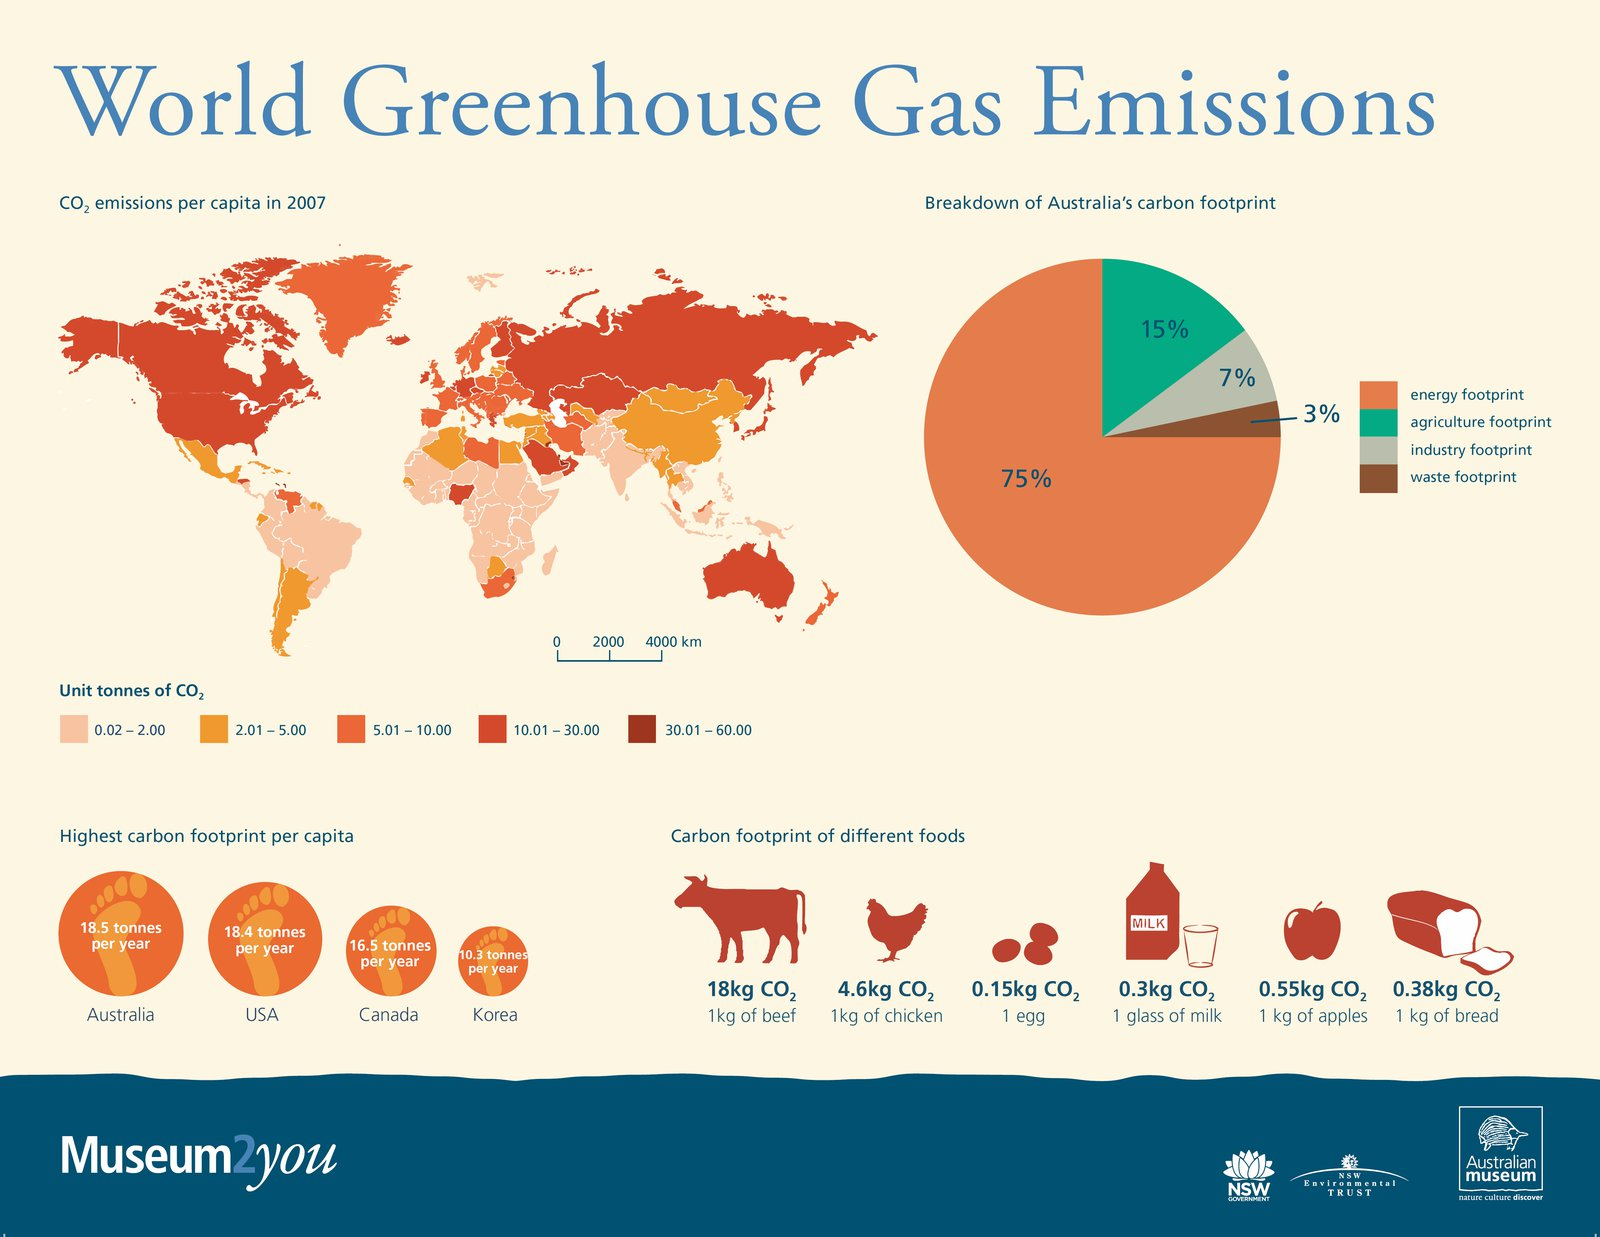 World Greenhouse Gas Emissions
CO2 emissions per capita in 2007
0 2000 4000 km
Unit tonnes of CO2
0.02 – 2.00
2.01 – 5.00
5.01 – 10.00
10.01 – 30.00
30.01 – 60.00
Breakdown of Australia's carbon footprint
15%
7%
3%
75%
energy footprint
agriculture footprint
industry footprint
waste footprint
Highest carbon footprint per capita
18.5 tonnes
per year
Australia
18.4 tonnes
per year
USA
16.5 tonnes
per year
Canada
10.3 tonnes
per year
Korea
Carbon footprint of different foods
18kg CO2
1kg of beef
4.6kg CO2
1kg of chicken
0.15kg CO2
1 egg
MILK
0.3kg CO2
1 glass of milk
0.55kg CO2
1 kg of apples
0.38kg CO2
1 kg of bread
Museum2you
NSW
GOVERNMENT
NSW
Environmental
TRUST
Australian
museum
nature culture discover